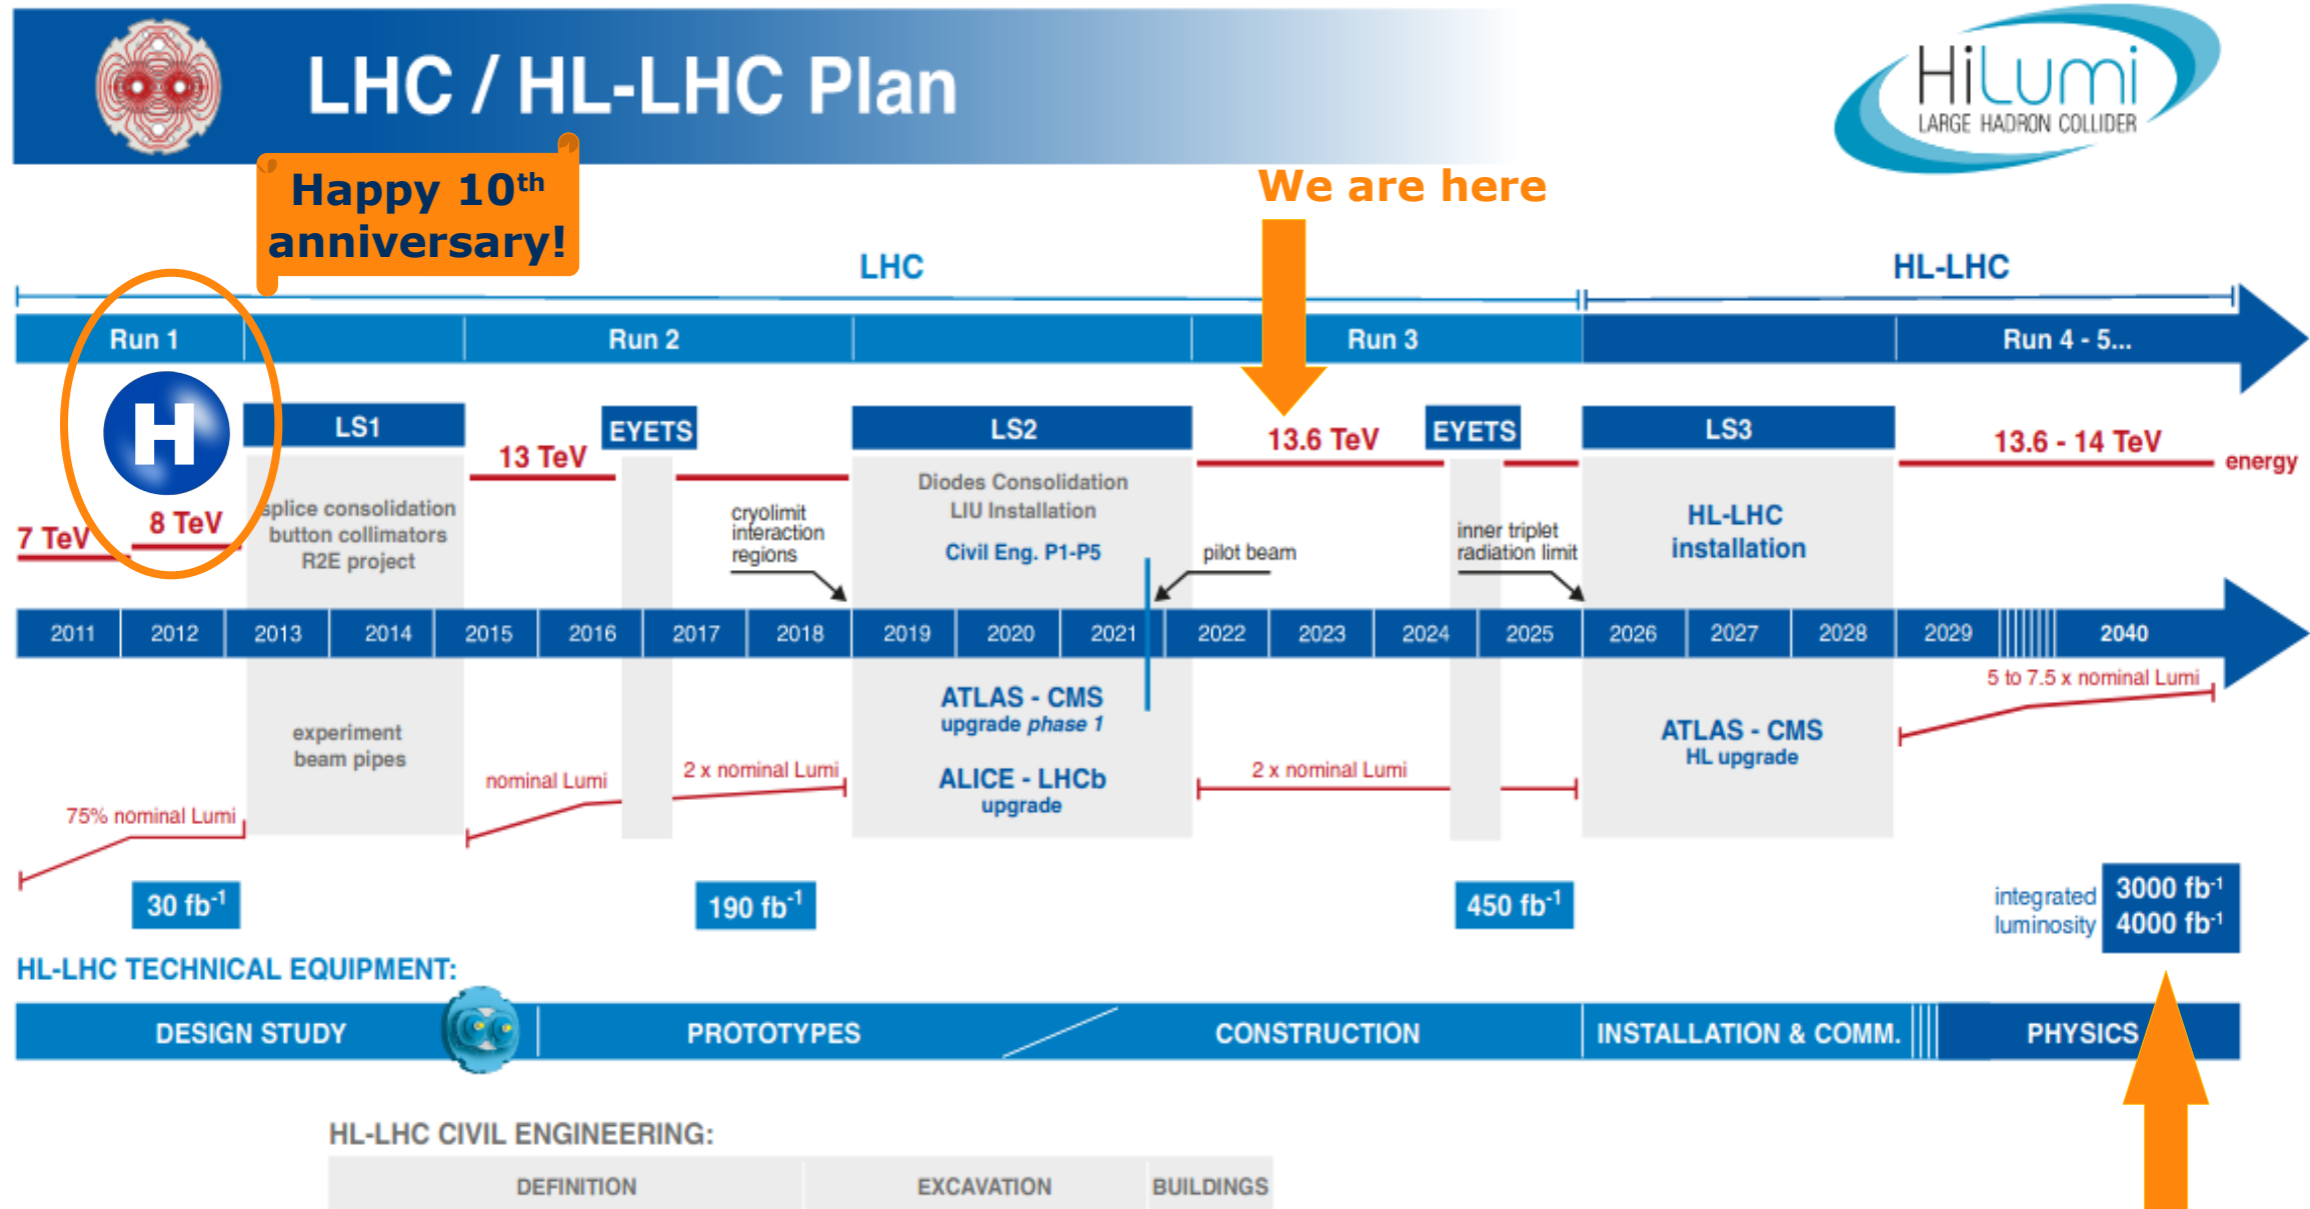 LHC / HL-LHC Plan
HiLumi
LARGE HADRON COLLIDER
Happy 10th
anniversary!
We are here
LHC
HL-LHC
Run 1
Run 2
Run 3
Run 4 - 5...
H
LS1
EYETS
LS2
EYETS
LS3
7 TeV
8 TeV
13 TeV
13.6 TeV
13.6 - 14 TeV
energy
splice consolidation
button collimators
R2E project
cryolimit
interaction
regions
Diodes Consolidation
LIU Installation
Civil Eng. P1-P5
pilot beam
inner triplet
radiation limit
HL-LHC
installation
2011 2012 2013 2014 2015 2016 2017 2018 2019 2020 2021 2022 2023 2024 2025 2026 2027 2028 2029 2040
75% nominal Lumi
experiment
beam pipes
nominal Lumi
2 x nominal Lumi
ATLAS - CMS
upgrade phase 1
ALICE - LHCb
upgrade
2 x nominal Lumi
ATLAS - CMS
HL upgrade
5 to 7.5 x nominal Lumi
30 fb-1
190 fb-1
450 fb-1
integrated
luminosity
3000 fb-1
4000 fb-1
HL-LHC TECHNICAL EQUIPMENT:
DESIGN STUDY
PROTOTYPES
CONSTRUCTION
INSTALLATION & COMM.
PHYSICS
HL-LHC CIVIL ENGINEERING:
DEFINITION
EXCAVATION
BUILDINGS